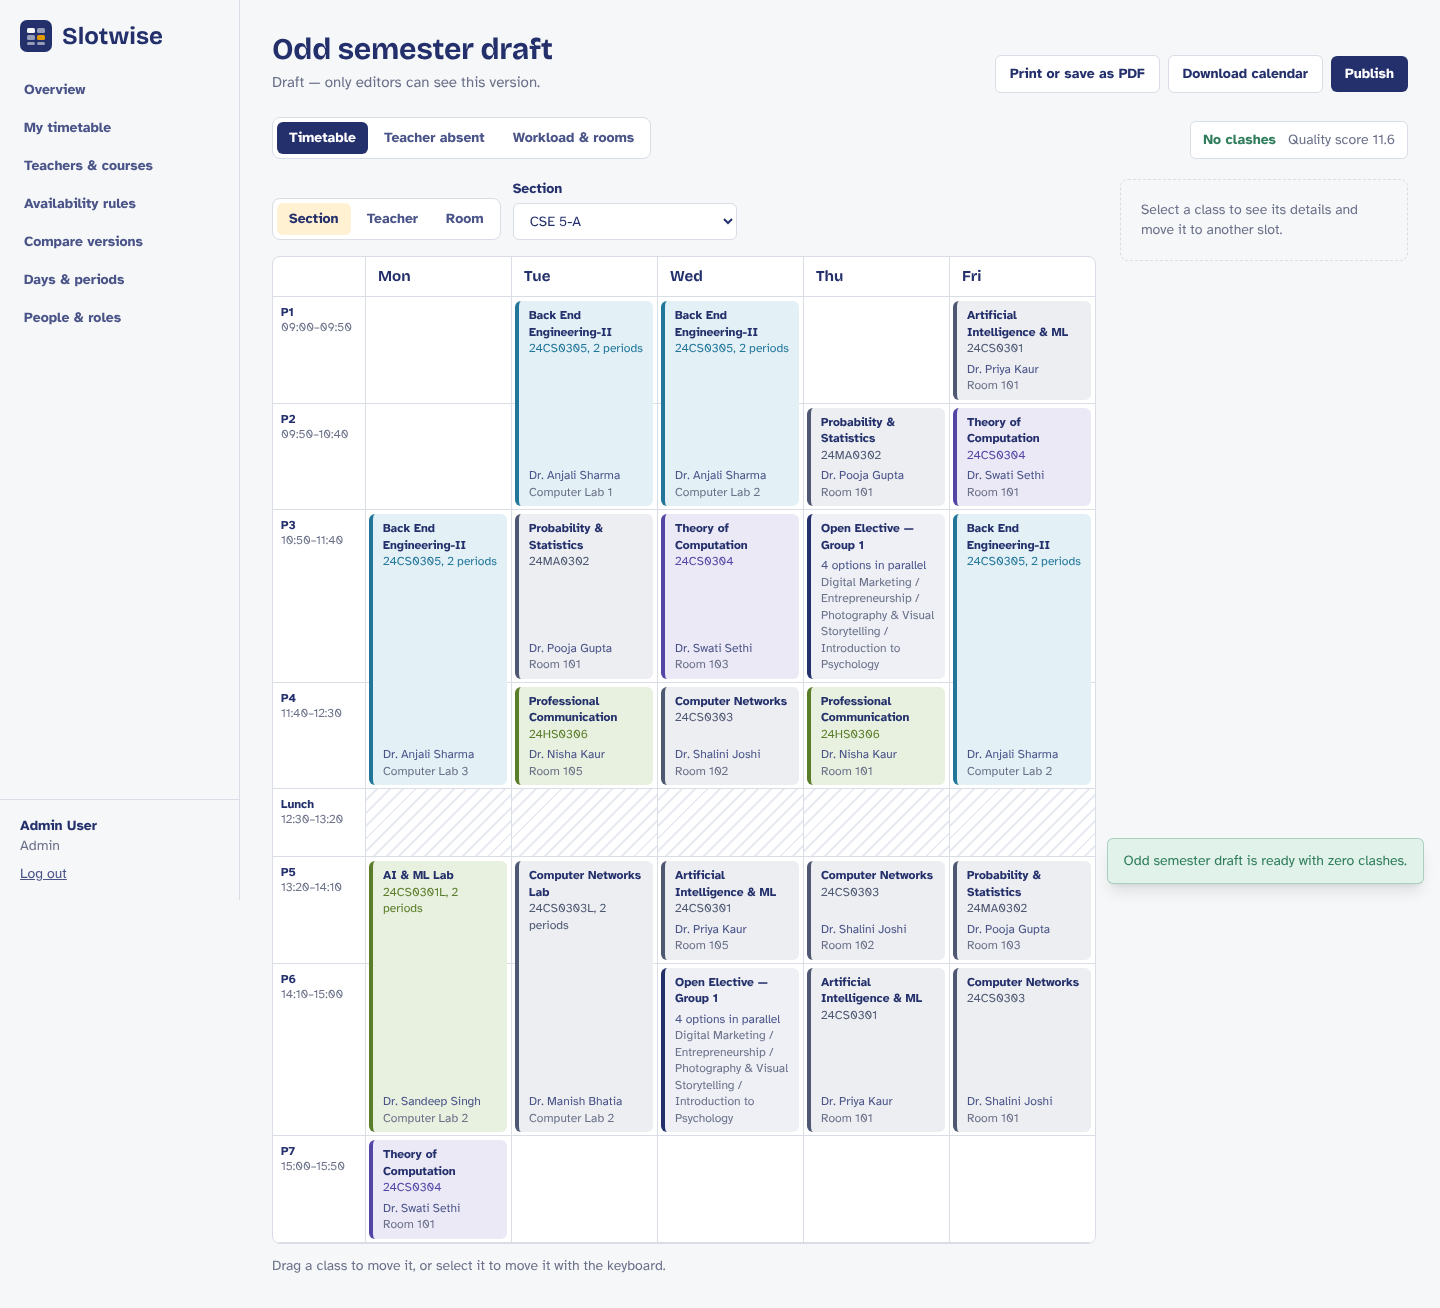 Slotwise
Overview
My timetable
Teachers & courses
Availability rules
Compare versions
Days & periods
People & roles
Admin User
Admin
Log out
Odd semester draft
Draft — only editors can see this version.
Print or save as PDF
Download calendar
Publish
Timetable
Teacher absent
Workload & rooms
No clashes
Quality score 11.6
Section
Teacher
Room
Section
CSE 5-A
Select a class to see its details and
move it to another slot.
Mon
Tue
Wed
Thu
Fri
P1
09:00–09:50
Back End
Engineering-II
24CS0305, 2 periods
Dr. Anjali Sharma
Computer Lab 1
Back End
Engineering-II
24CS0305, 2 periods
Dr. Anjali Sharma
Computer Lab 2
Artificial
Intelligence & ML
24CS0301
Dr. Priya Kaur
Room 101
P2
09:50–10:40
Probability &
Statistics
24MA0302
Dr. Pooja Gupta
Room 101
Theory of
Computation
24CS0304
Dr. Swati Sethi
Room 101
P3
10:50–11:40
Back End
Engineering-II
24CS0305, 2 periods
Dr. Anjali Sharma
Computer Lab 3
Probability &
Statistics
24MA0302
Dr. Pooja Gupta
Room 101
Theory of
Computation
24CS0304
Dr. Swati Sethi
Room 103
Open Elective —
Group 1
4 options in parallel
Digital Marketing /
Entrepreneurship /
Photography & Visual
Storytelling /
Introduction to
Psychology
Back End
Engineering-II
24CS0305, 2 periods
Dr. Anjali Sharma
Computer Lab 2
P4
11:40–12:30
Professional
Communication
24HS0306
Dr. Nisha Kaur
Room 105
Computer Networks
24CS0303
Dr. Shalini Joshi
Room 102
Professional
Communication
24HS0306
Dr. Nisha Kaur
Room 101
Lunch
12:30–13:20
Odd semester draft is ready with zero clashes.
P5
13:20–14:10
AI & ML Lab
24CS0301L, 2
periods
Dr. Sandeep Singh
Computer Lab 2
Computer Networks
Lab
24CS0303L, 2
periods
Dr. Manish Bhatia
Computer Lab 2
Artificial
Intelligence & ML
24CS0301
Dr. Priya Kaur
Room 105
Computer Networks
24CS0303
Dr. Shalini Joshi
Room 102
Probability &
Statistics
24MA0302
Dr. Pooja Gupta
Room 103
P6
14:10–15:00
Open Elective —
Group 1
4 options in parallel
Digital Marketing /
Entrepreneurship /
Photography & Visual
Storytelling /
Introduction to
Psychology
Artificial
Intelligence & ML
24CS0301
Dr. Priya Kaur
Room 101
Computer Networks
24CS0303
Dr. Shalini Joshi
Room 101
P7
15:00–15:50
Theory of
Computation
24CS0304
Dr. Swati Sethi
Room 101
Drag a class to move it, or select it to move it with the keyboard.